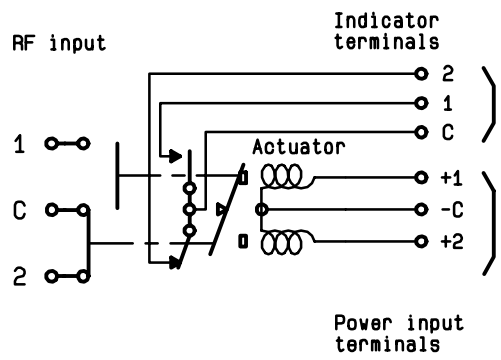 Indicator
terminals
RF input
2
1
C
1
Actuator
+1
C
-C
+2
2
Power input
terminals